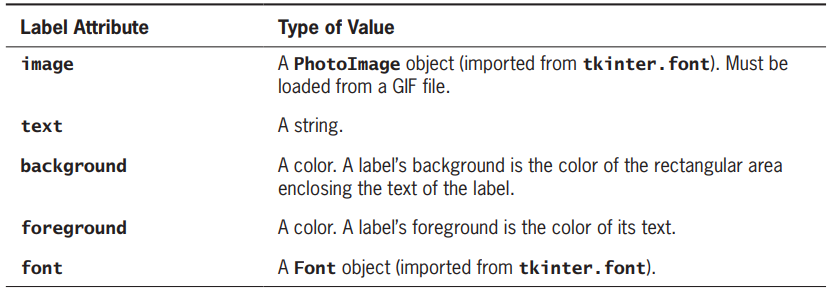 Label Attribute Type of Value
image A PhotoImage object (imported from tkinter.font). Must be
loaded from a GIF file.
text A string.
background A color. A label’s background is the color of the rectangular area
enclosing the text of the label.
foreground A color. A label’s foreground is the color of its text.
font A Font object (imported from tkinter.font).